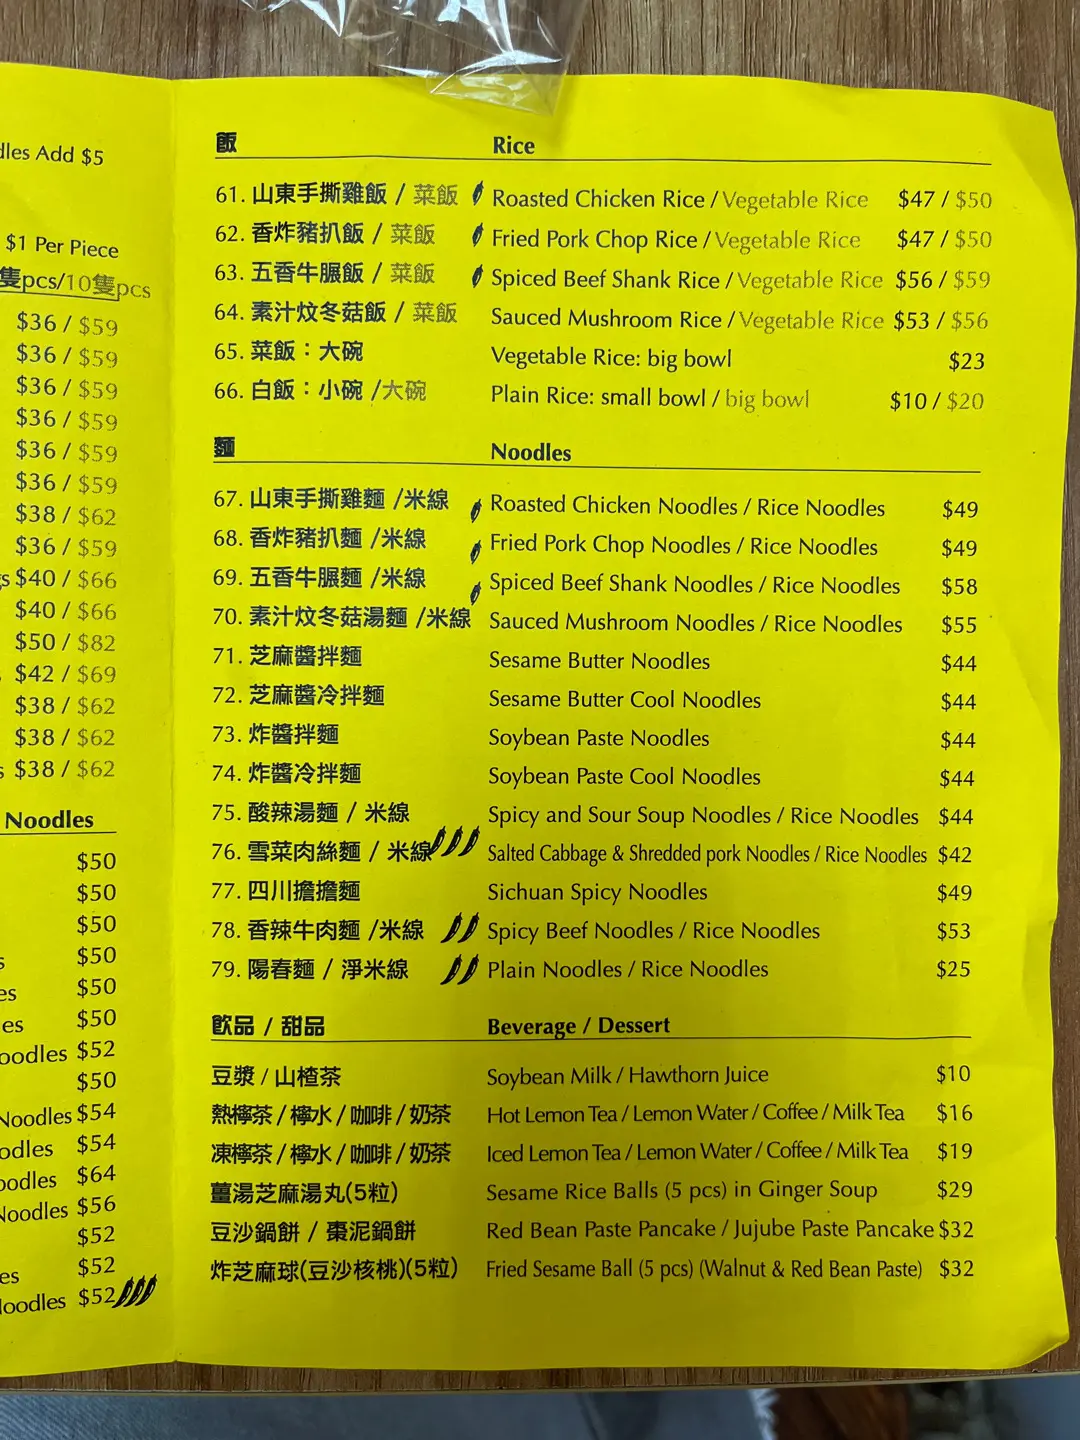 dles Add $5
$1 Per Piece
隻pcs/10隻pcs
$36 / $59
$36 / $59
$36 / $59
$36 / $59
$36 / $59
$36 / $59
$38 / $62
$36 / $59
gs $40 / $66
$40 / $66
$50 / $82
$42 / $69
$38 / $62
$38 / $62
s $38 / $62
Noodles
$50
$50
$50
s $50
es $50
es $50
oodles $52
$50
Noodles $54
odles $54
oodles $64
Noodles $56
$52
es $52
Noodles $52
飯 Rice
61. 山東手撕雞飯 / 菜飯 Roasted Chicken Rice / Vegetable Rice $47 / $50
62. 香炸豬扒飯 / 菜飯 Fried Pork Chop Rice / Vegetable Rice $47 / $50
63. 五香牛𦟌飯 / 菜飯 Spiced Beef Shank Rice / Vegetable Rice $56 / $59
64. 素汁炆冬菇飯 / 菜飯 Sauced Mushroom Rice / Vegetable Rice $53 / $56
65. 菜飯：大碗 Vegetable Rice: big bowl $23
66. 白飯：小碗 /大碗 Plain Rice: small bowl / big bowl $10 / $20
麵 Noodles
67. 山東手撕雞麵 /米線 Roasted Chicken Noodles / Rice Noodles $49
68. 香炸豬扒麵 /米線 Fried Pork Chop Noodles / Rice Noodles $49
69. 五香牛𦟌麵 /米線 Spiced Beef Shank Noodles / Rice Noodles $58
70. 素汁炆冬菇湯麵 /米線 Sauced Mushroom Noodles / Rice Noodles $55
71. 芝麻醬拌麵 Sesame Butter Noodles $44
72. 芝麻醬冷拌麵 Sesame Butter Cool Noodles $44
73. 炸醬拌麵 Soybean Paste Noodles $44
74. 炸醬冷拌麵 Soybean Paste Cool Noodles $44
75. 酸辣湯麵 / 米線 Spicy and Sour Soup Noodles / Rice Noodles $44
76. 雪菜肉絲麵 / 米線 Salted Cabbage & Shredded pork Noodles / Rice Noodles $42
77. 四川擔擔麵 Sichuan Spicy Noodles $49
78. 香辣牛肉麵 /米線 Spicy Beef Noodles / Rice Noodles $53
79. 陽春麵 / 淨米線 Plain Noodles / Rice Noodles $25
飲品 / 甜品 Beverage / Dessert
豆漿 / 山楂茶 Soybean Milk / Hawthorn Juice $10
熱檸茶 / 檸水 / 咖啡 / 奶茶 Hot Lemon Tea / Lemon Water / Coffee / Milk Tea $16
凍檸茶 / 檸水 / 咖啡 / 奶茶 Iced Lemon Tea / Lemon Water / Coffee / Milk Tea $19
薑湯芝麻湯丸(5粒) Sesame Rice Balls (5 pcs) in Ginger Soup $29
豆沙鍋餅 / 棗泥鍋餅 Red Bean Paste Pancake / Jujube Paste Pancake $32
炸芝麻球(豆沙核桃)(5粒) Fried Sesame Ball (5 pcs) (Walnut & Red Bean Paste) $32